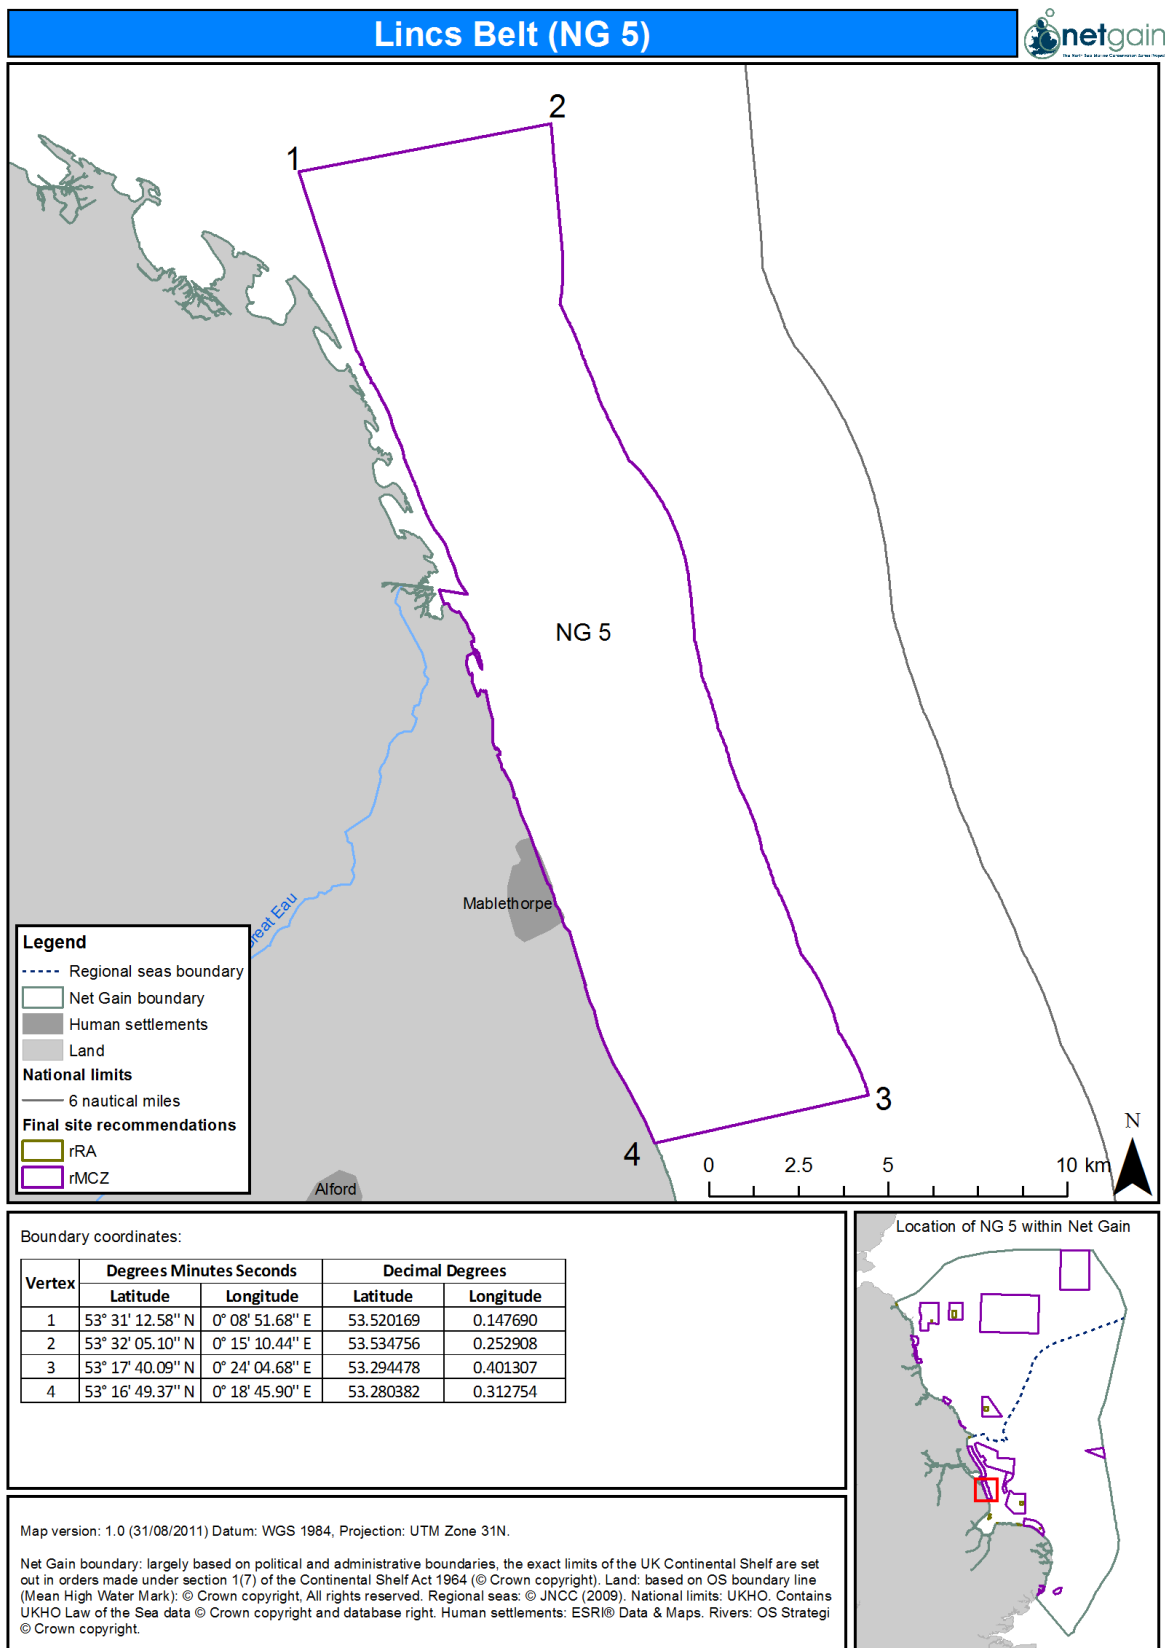 Lincs Belt (NG 5)
netgain
The North Sea Marine Conservation Zones Project
1
2
NG 5
Mablethorpe
Great Eau
Alford
3
4
N
0 2.5 5 10 km
Legend
Regional seas boundary
Net Gain boundary
Human settlements
Land
National limits
6 nautical miles
Final site recommendations
rRA
rMCZ
Boundary coordinates:
Vertex Degrees Minutes Seconds Decimal Degrees
Latitude Longitude Latitude Longitude
1 53° 31' 12.58'' N 0° 08' 51.68'' E 53.520169 0.147690
2 53° 32' 05.10'' N 0° 15' 10.44'' E 53.534756 0.252908
3 53° 17' 40.09'' N 0° 24' 04.68'' E 53.294478 0.401307
4 53° 16' 49.37'' N 0° 18' 45.90'' E 53.280382 0.312754
Location of NG 5 within Net Gain
Map version: 1.0 (31/08/2011) Datum: WGS 1984, Projection: UTM Zone 31N.
Net Gain boundary: largely based on political and administrative boundaries, the exact limits of the UK Continental Shelf are set
out in orders made under section 1(7) of the Continental Shelf Act 1964 (© Crown copyright). Land: based on OS boundary line
(Mean High Water Mark): © Crown copyright, All rights reserved. Regional seas: © JNCC (2009). National limits: UKHO. Contains
UKHO Law of the Sea data © Crown copyright and database right. Human settlements: ESRI® Data & Maps. Rivers: OS Strategi
© Crown copyright.